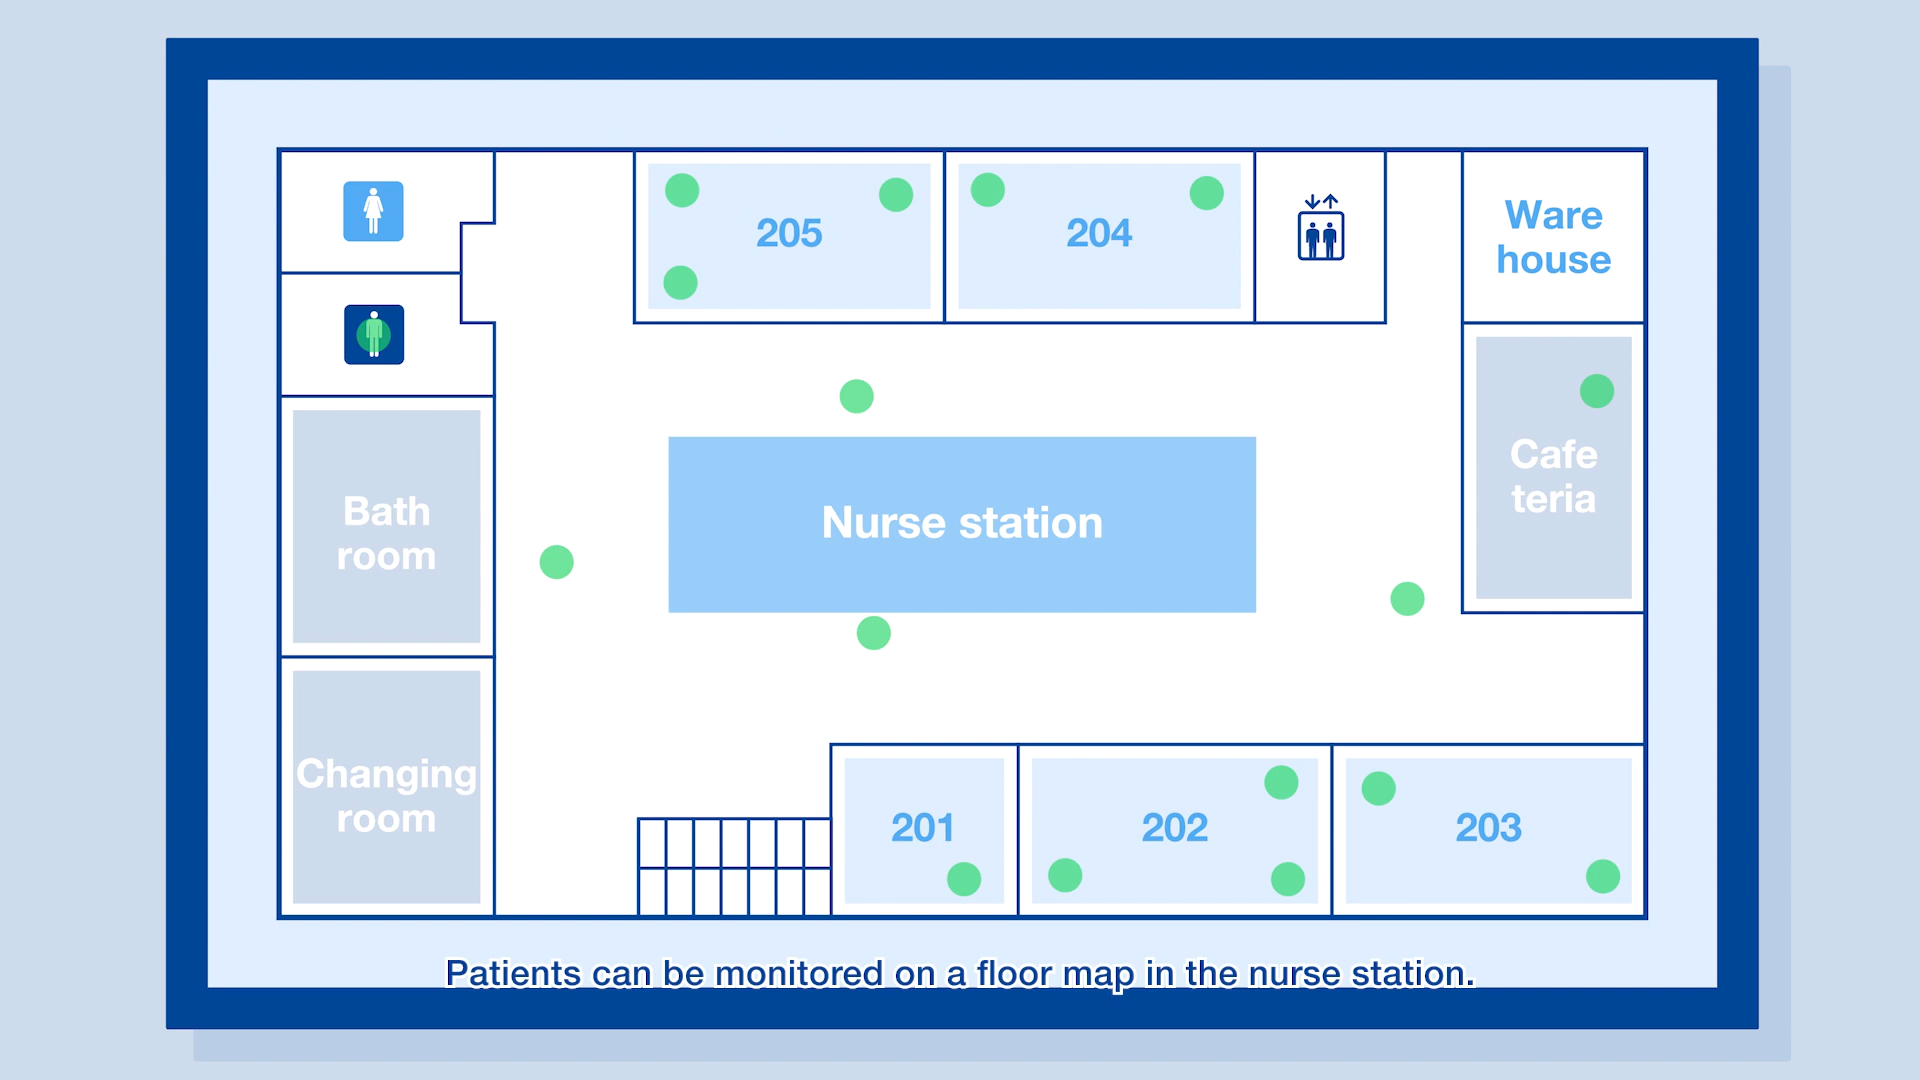 205
204
Ware
house
Cafe
teria
Nurse station
Bath
room
Changing
room
201
202
203
Patients can be monitored on a floor map in the nurse station.